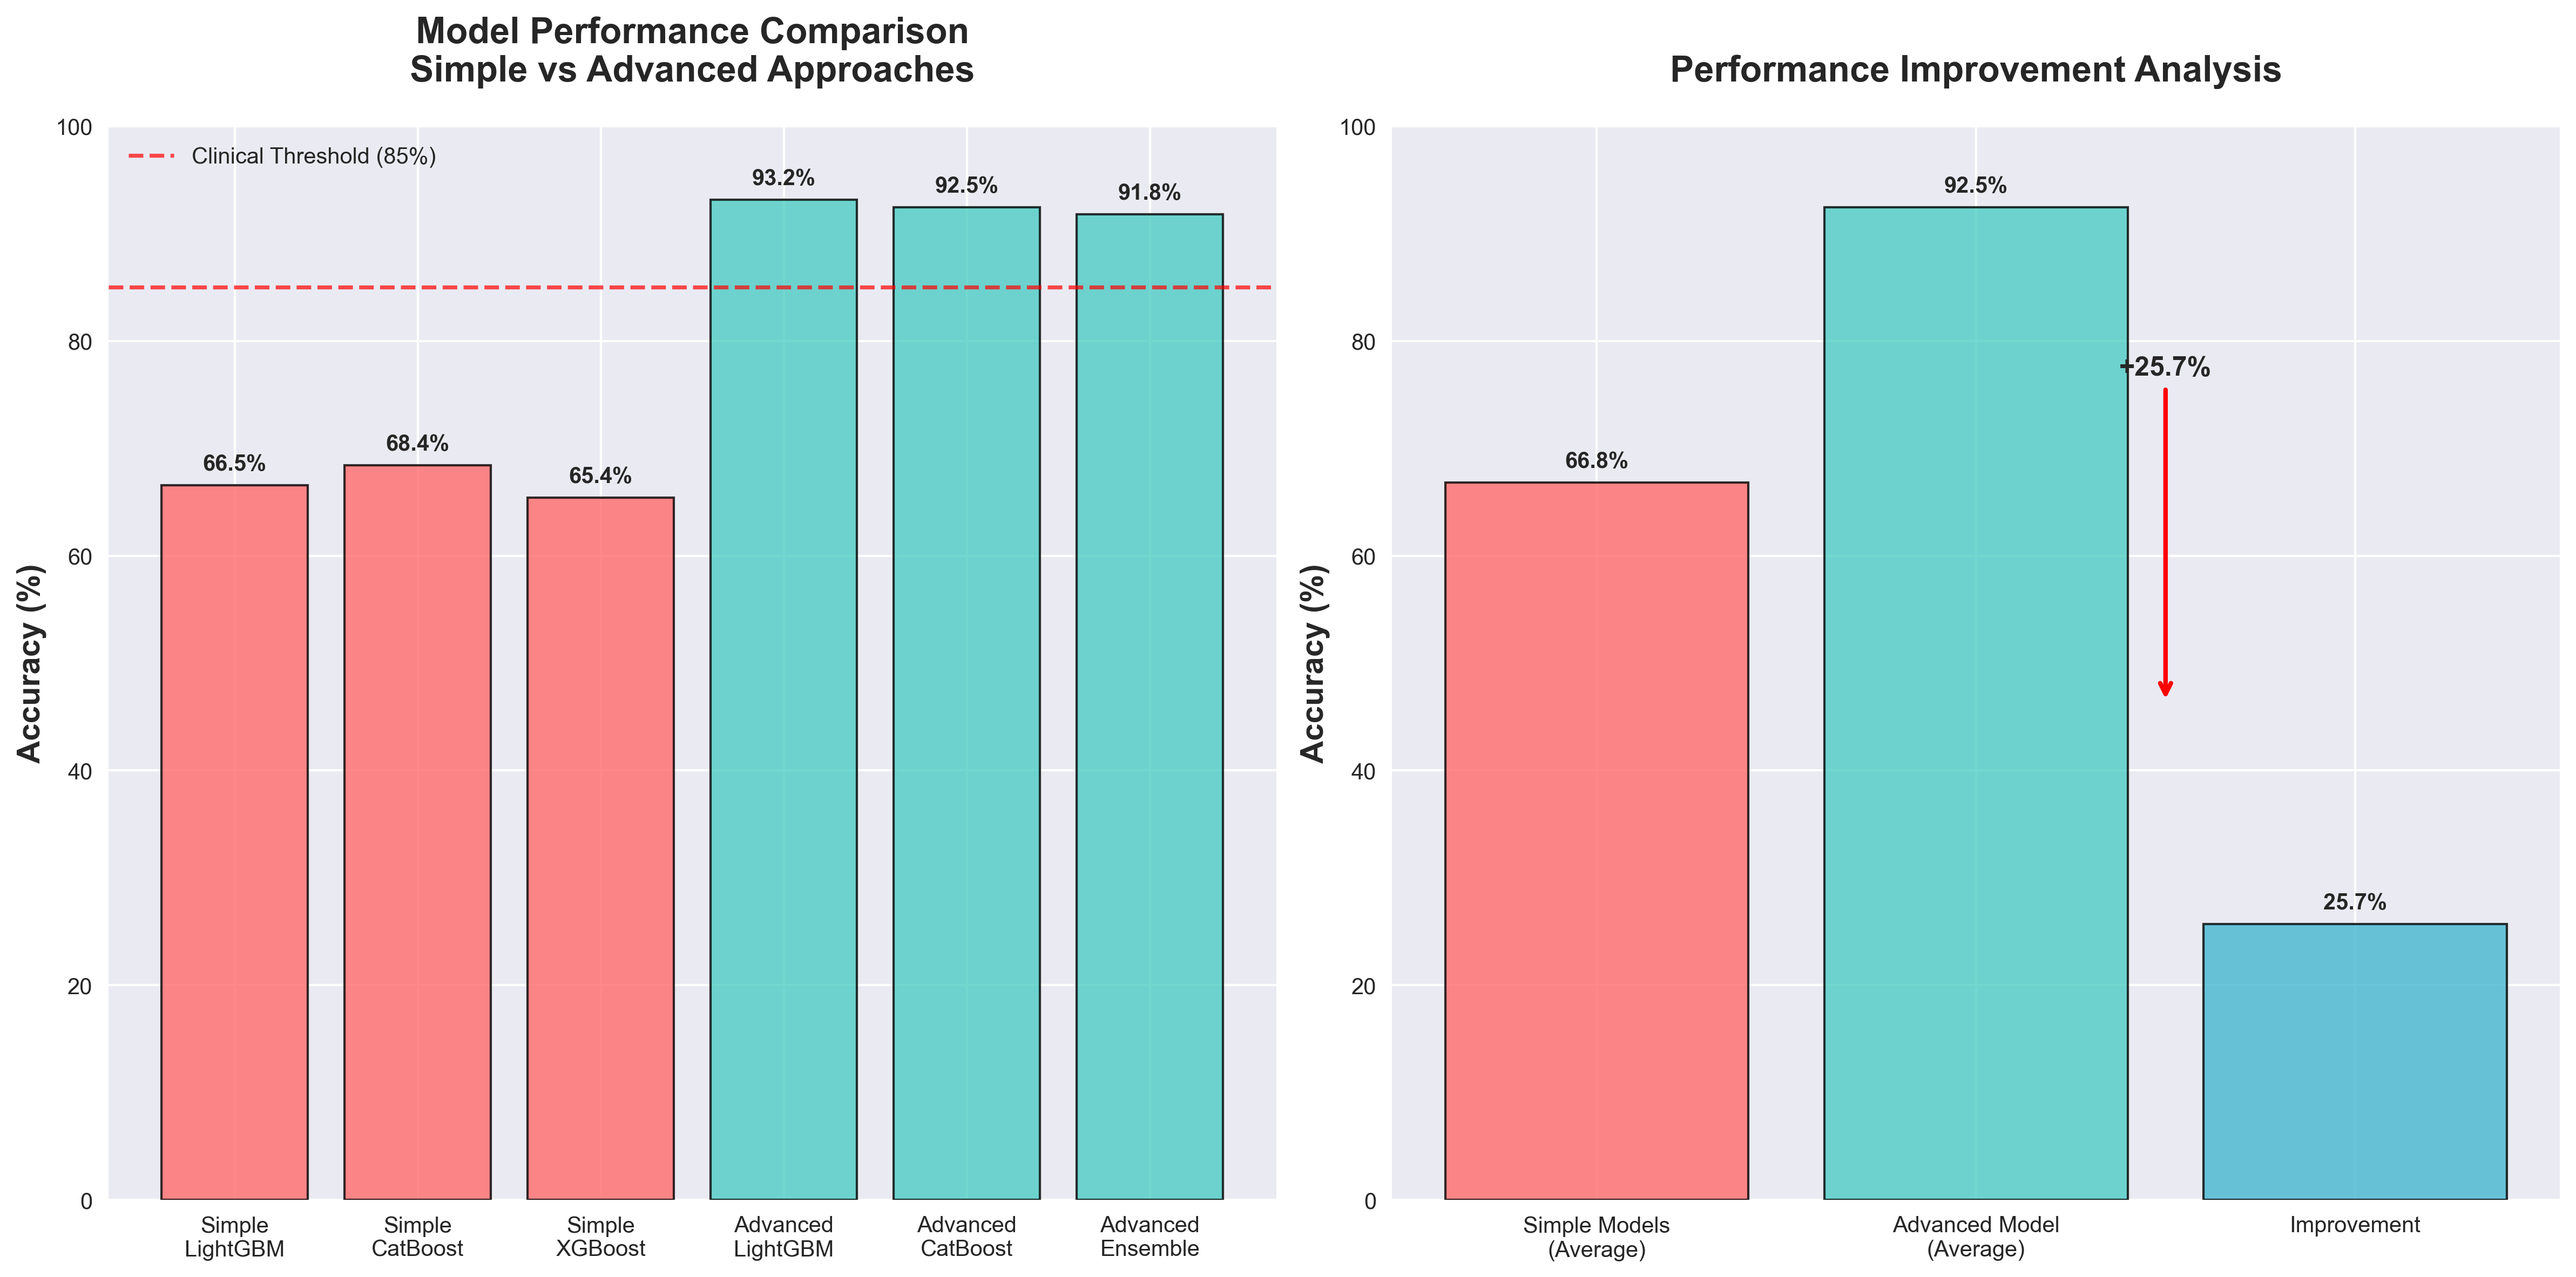 Model Performance Comparison
Simple vs Advanced Approaches
Accuracy (%)
100
80
60
40
20
0
Clinical Threshold (85%)
66.5%
68.4%
65.4%
93.2%
92.5%
91.8%
Simple
LightGBM
Simple
CatBoost
Simple
XGBoost
Advanced
LightGBM
Advanced
CatBoost
Advanced
Ensemble
Performance Improvement Analysis
Accuracy (%)
100
80
60
40
20
0
66.8%
92.5%
+25.7%
25.7%
Simple Models
(Average)
Advanced Model
(Average)
Improvement